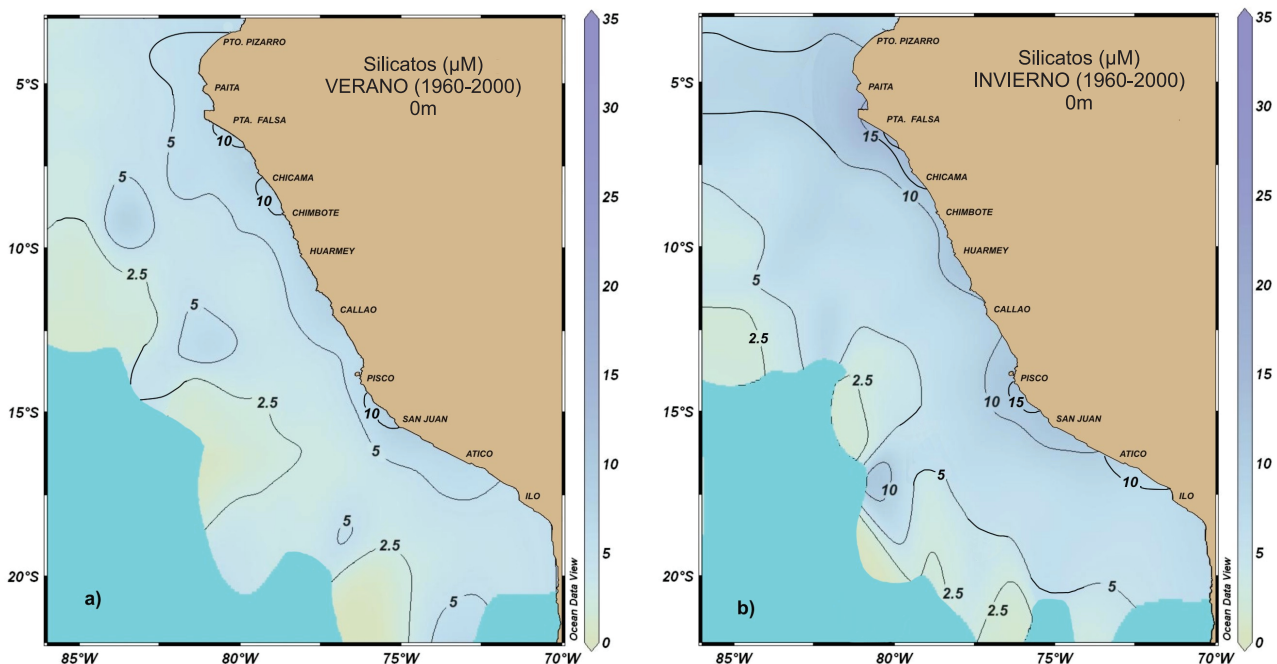 Silicatos (µM)
VERANO (1960-2000)
0m
PTO. PIZARRO
PAITA
PTA. FALSA
CHICAMA
CHIMBOTE
HUARMEY
CALLAO
PISCO
SAN JUAN
ATICO
ILO
5
10
5
5
10
2.5
5
10
2.5
5
5
2.5
5
5°S
10°S
15°S
20°S
85°W
80°W
75°W
70°W
a)
Ocean Data View
35
30
25
20
15
10
5
0
Silicatos (µM)
INVIERNO (1960-2000)
0m
PTO. PIZARRO
PAITA
PTA. FALSA
CHICAMA
CHIMBOTE
HUARMEY
CALLAO
PISCO
SAN JUAN
ATICO
ILO
15
10
5
2.5
2.5
10
15
10
5
10
2.5
2.5
5
5°S
10°S
15°S
20°S
85°W
80°W
75°W
70°W
b)
Ocean Data View
35
30
25
20
15
10
5
0